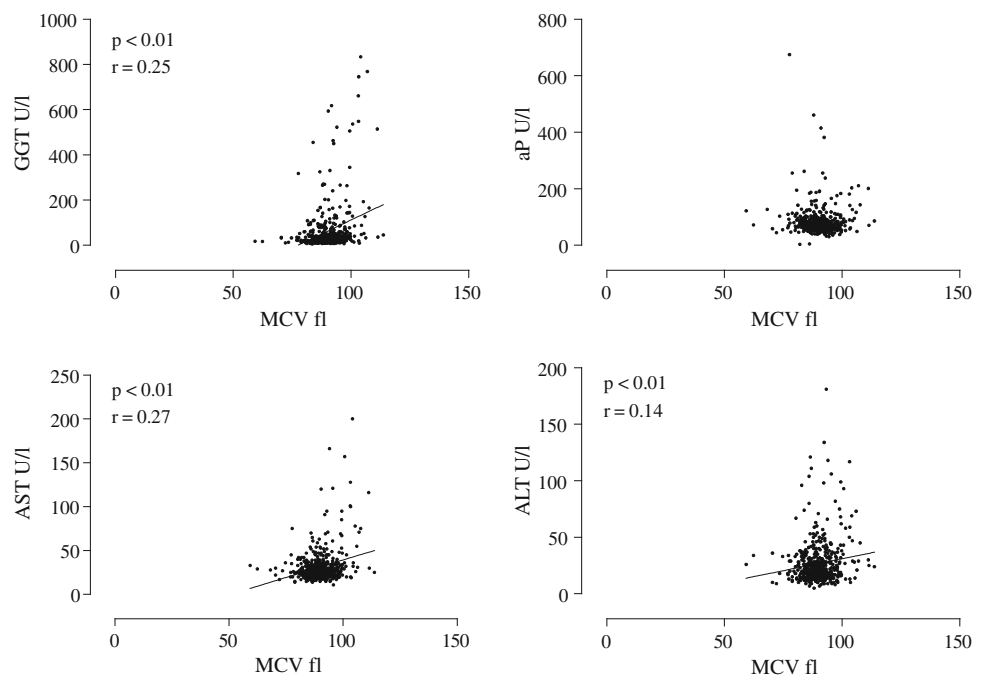 1000
800
600
400
200
0
GGT U/l
p < 0.01
r = 0.25
0 50 100 150
MCV fl
800
600
400
200
0
aP U/l
0 50 100 150
MCV fl
250
200
150
100
50
0
AST U/l
p < 0.01
r = 0.27
0 50 100 150
MCV fl
200
150
100
50
0
ALT U/l
p < 0.01
r = 0.14
0 50 100 150
MCV fl